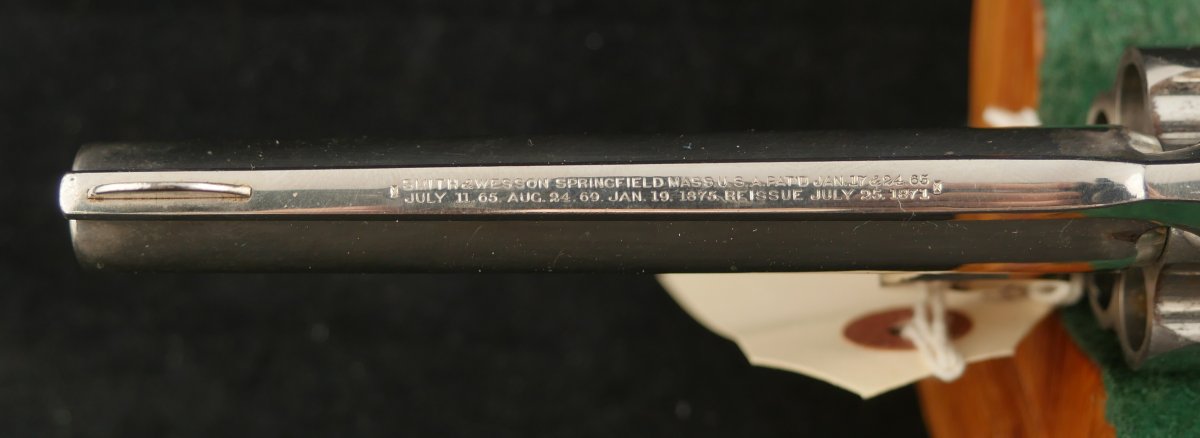 SMITH & WESSON SPRINGFIELD MASS. U.S.A. PAT'D JAN. 17 & 24. 65
JULY 11. 65. AUG. 24. 69. JAN. 19. 1875. REISSUE JULY 25. 1871